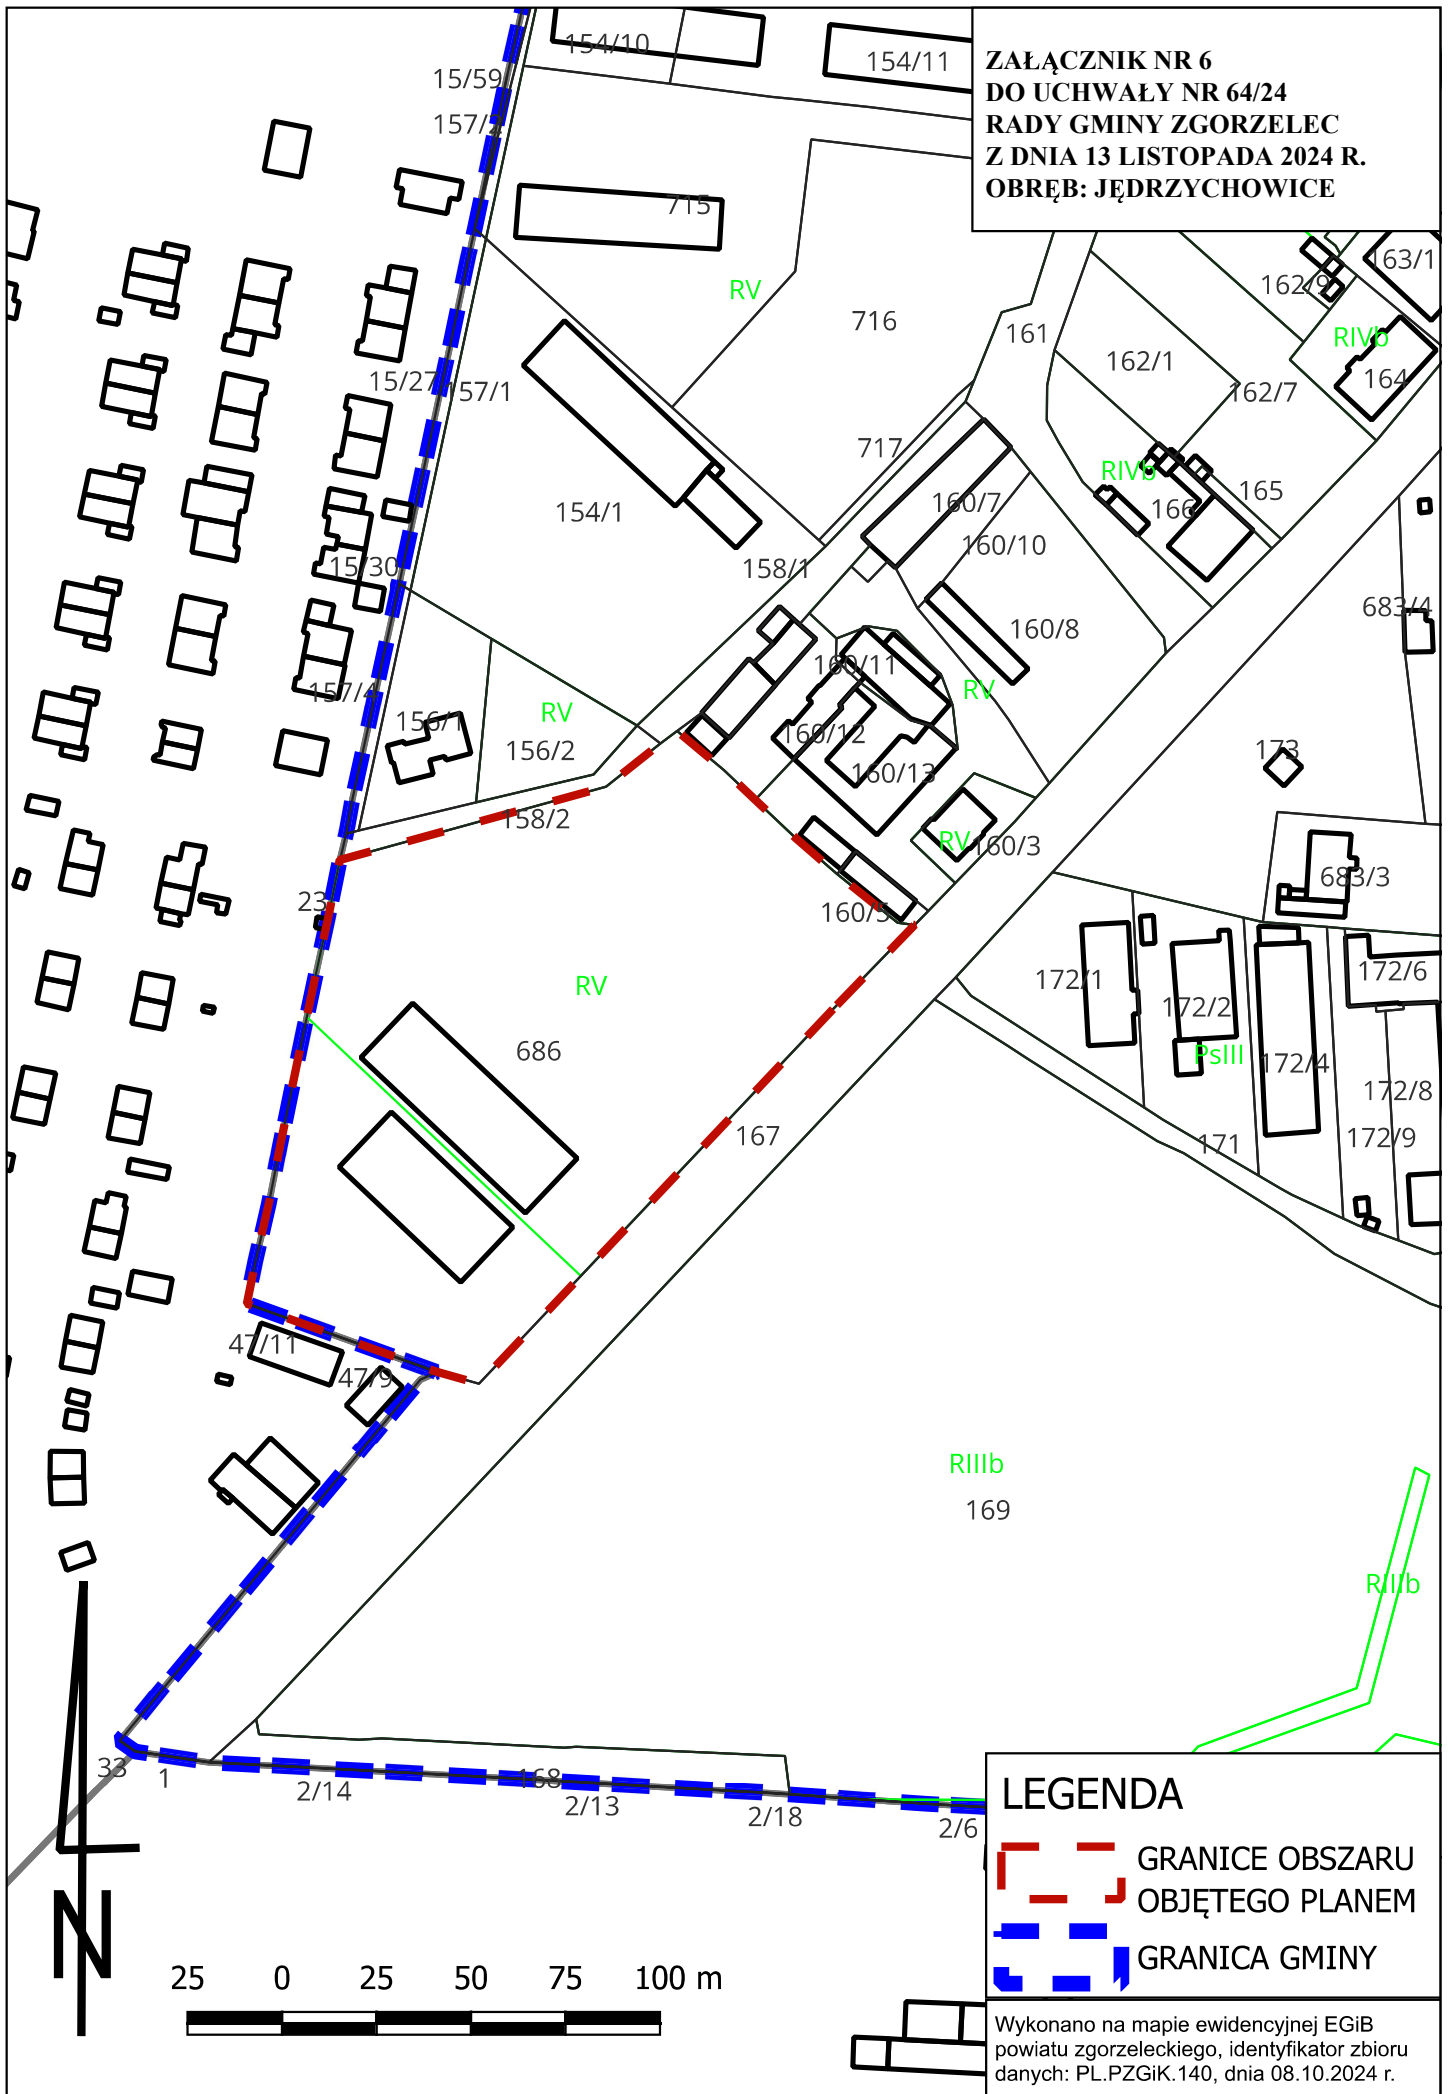 ZAŁĄCZNIK NR 6
DO UCHWAŁY NR 64/24
RADY GMINY ZGORZELEC
Z DNIA 13 LISTOPADA 2024 R.
OBRĘB: JĘDRZYCHOWICE
154/10
154/11
15/59
157/2
715
RV
716
161
162/9
163/1
RIVb
164
162/1
162/7
15/27
157/1
717
RIVb
165
166
160/7
154/1
160/10
158/1
15/30
683/4
160/8
160/11
RV
157/4
156/1
RV
156/2
160/12
160/13
173
158/2
RV
160/3
683/3
23
160/5
172/1
172/2
172/6
RV
686
PsIII
172/4
172/8
167
171
172/9
47/11
47/9
RIIIb
169
RIIIb
33
1
2/14
168
2/13
2/18
2/6
LEGENDA
GRANICE OBSZARU
OBJĘTEGO PLANEM
GRANICA GMINY
N
25 0 25 50 75 100 m
Wykonano na mapie ewidencyjnej EGiB
powiatu zgorzeleckiego, identyfikator zbioru
danych: PL.PZGiK.140, dnia 08.10.2024 r.